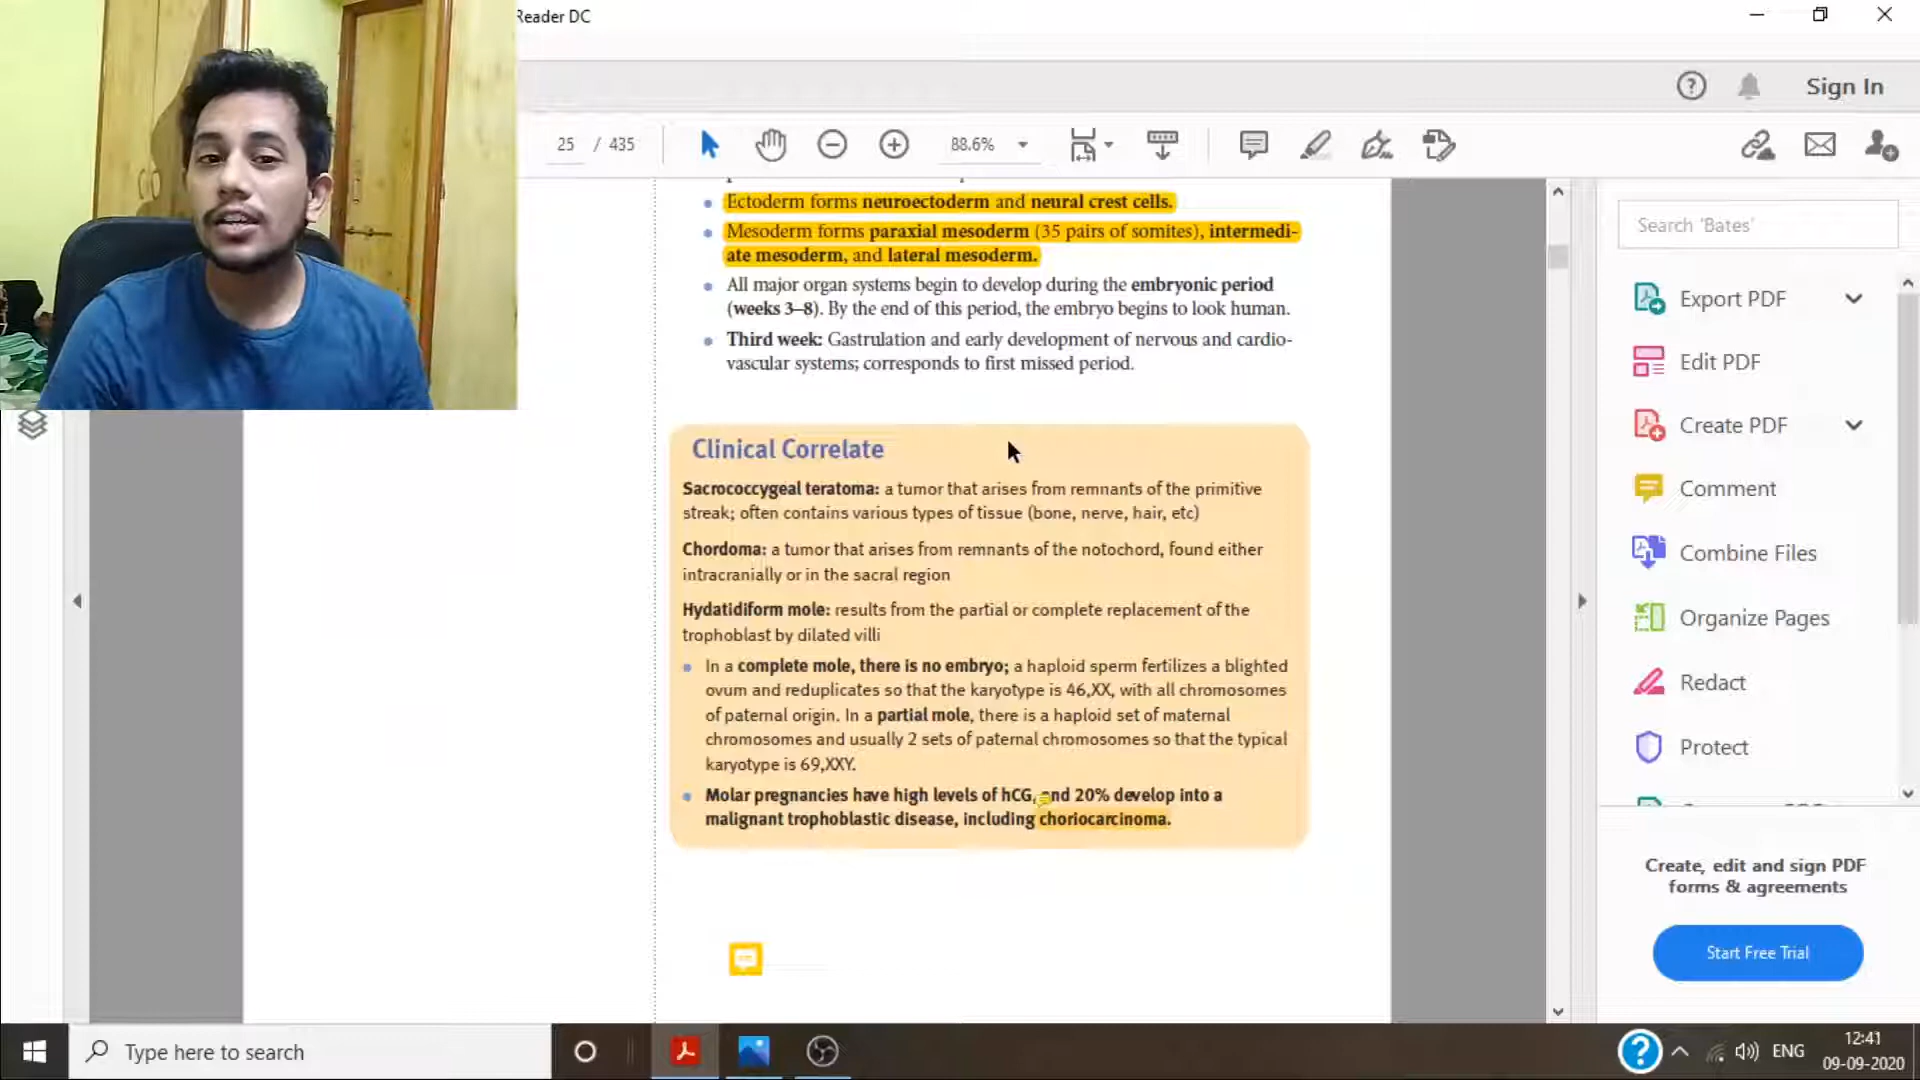 Reader DC
Sign In
25 / 435
88.6%
Ectoderm forms neuroectoderm and neural crest cells.
Mesoderm forms paraxial mesoderm (35 pairs of somites), intermedi-
ate mesoderm, and lateral mesoderm.
All major organ systems begin to develop during the embryonic period
(weeks 3–8). By the end of this period, the embryo begins to look human.
Third week: Gastrulation and early development of nervous and cardio-
vascular systems; corresponds to first missed period.
Clinical Correlate
Sacrococcygeal teratoma: a tumor that arises from remnants of the primitive
streak; often contains various types of tissue (bone, nerve, hair, etc)
Chordoma: a tumor that arises from remnants of the notochord, found either
intracranially or in the sacral region
Hydatidiform mole: results from the partial or complete replacement of the
trophoblast by dilated villi
In a complete mole, there is no embryo; a haploid sperm fertilizes a blighted
ovum and reduplicates so that the karyotype is 46,XX, with all chromosomes
of paternal origin. In a partial mole, there is a haploid set of maternal
chromosomes and usually 2 sets of paternal chromosomes so that the typical
karyotype is 69,XXY.
Molar pregnancies have high levels of hCG, and 20% develop into a
malignant trophoblastic disease, including choriocarcinoma.
Search 'Bates'
Export PDF
Edit PDF
Create PDF
Comment
Combine Files
Organize Pages
Redact
Protect
Create, edit and sign PDF
forms & agreements
Start Free Trial
Type here to search
ENG
12:41
09-09-2020